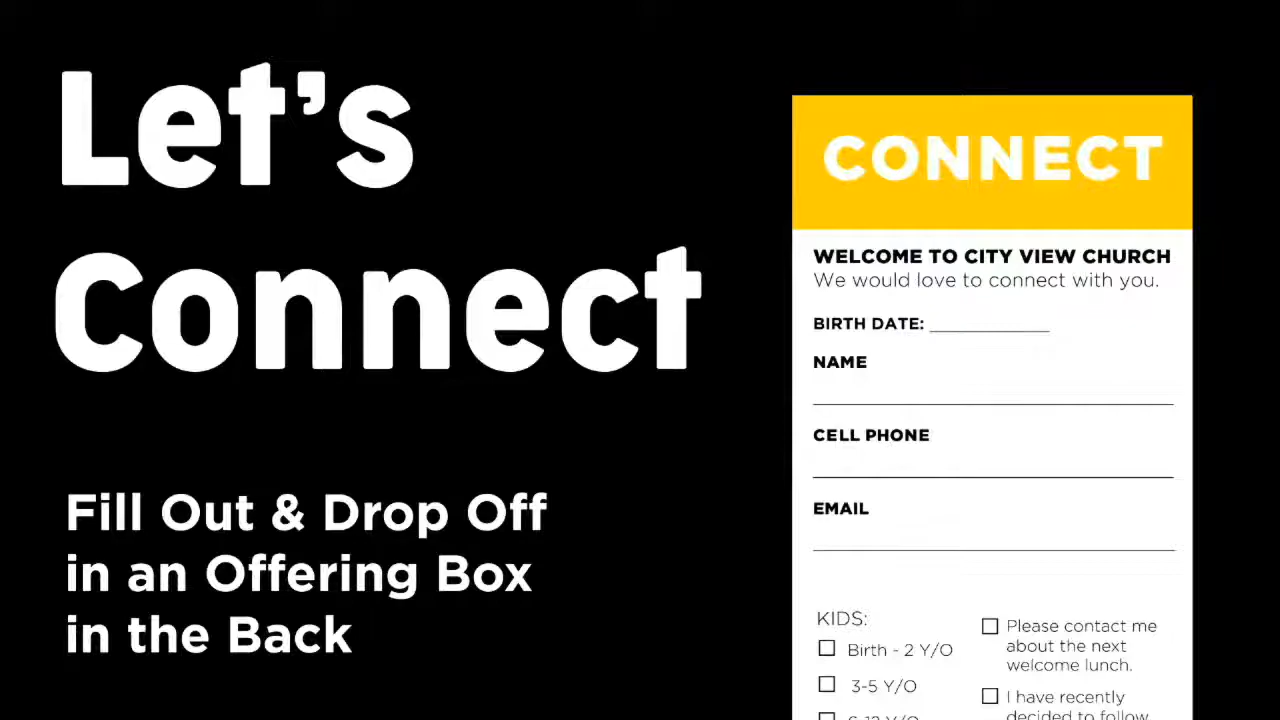 Let's
Connect
Fill Out & Drop Off
in an Offering Box
in the Back
CONNECT
WELCOME TO CITY VIEW CHURCH
We would love to connect with you.
BIRTH DATE:
NAME
CELL PHONE
EMAIL
KIDS:
Birth - 2 Y/O
3-5 Y/O
Please contact me
about the next
welcome lunch.
I have recently
decided to follow